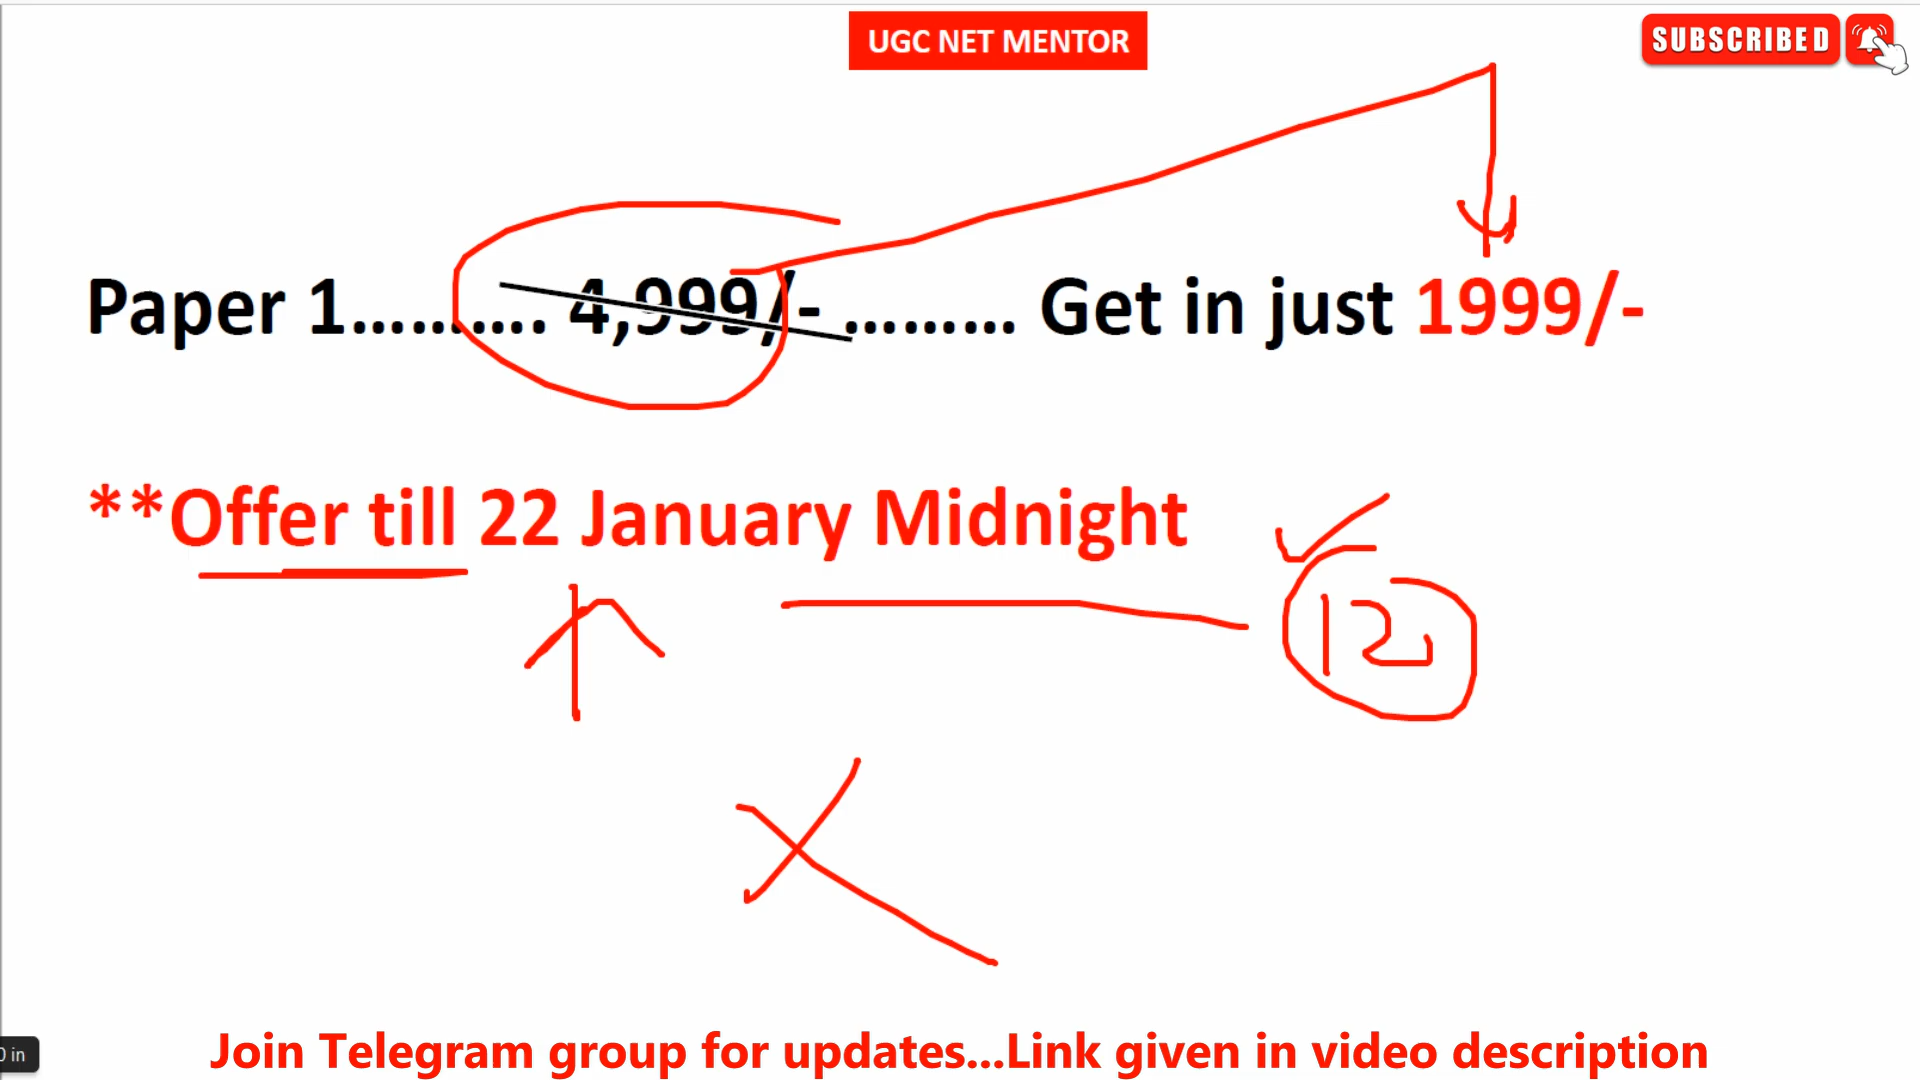 UGC NET MENTOR
SUBSCRIBED
Paper 1.......... 4,999/- ......... Get in just 1999/-
**Offer till 22 January Midnight
12
Join Telegram group for updates...Link given in video description
in